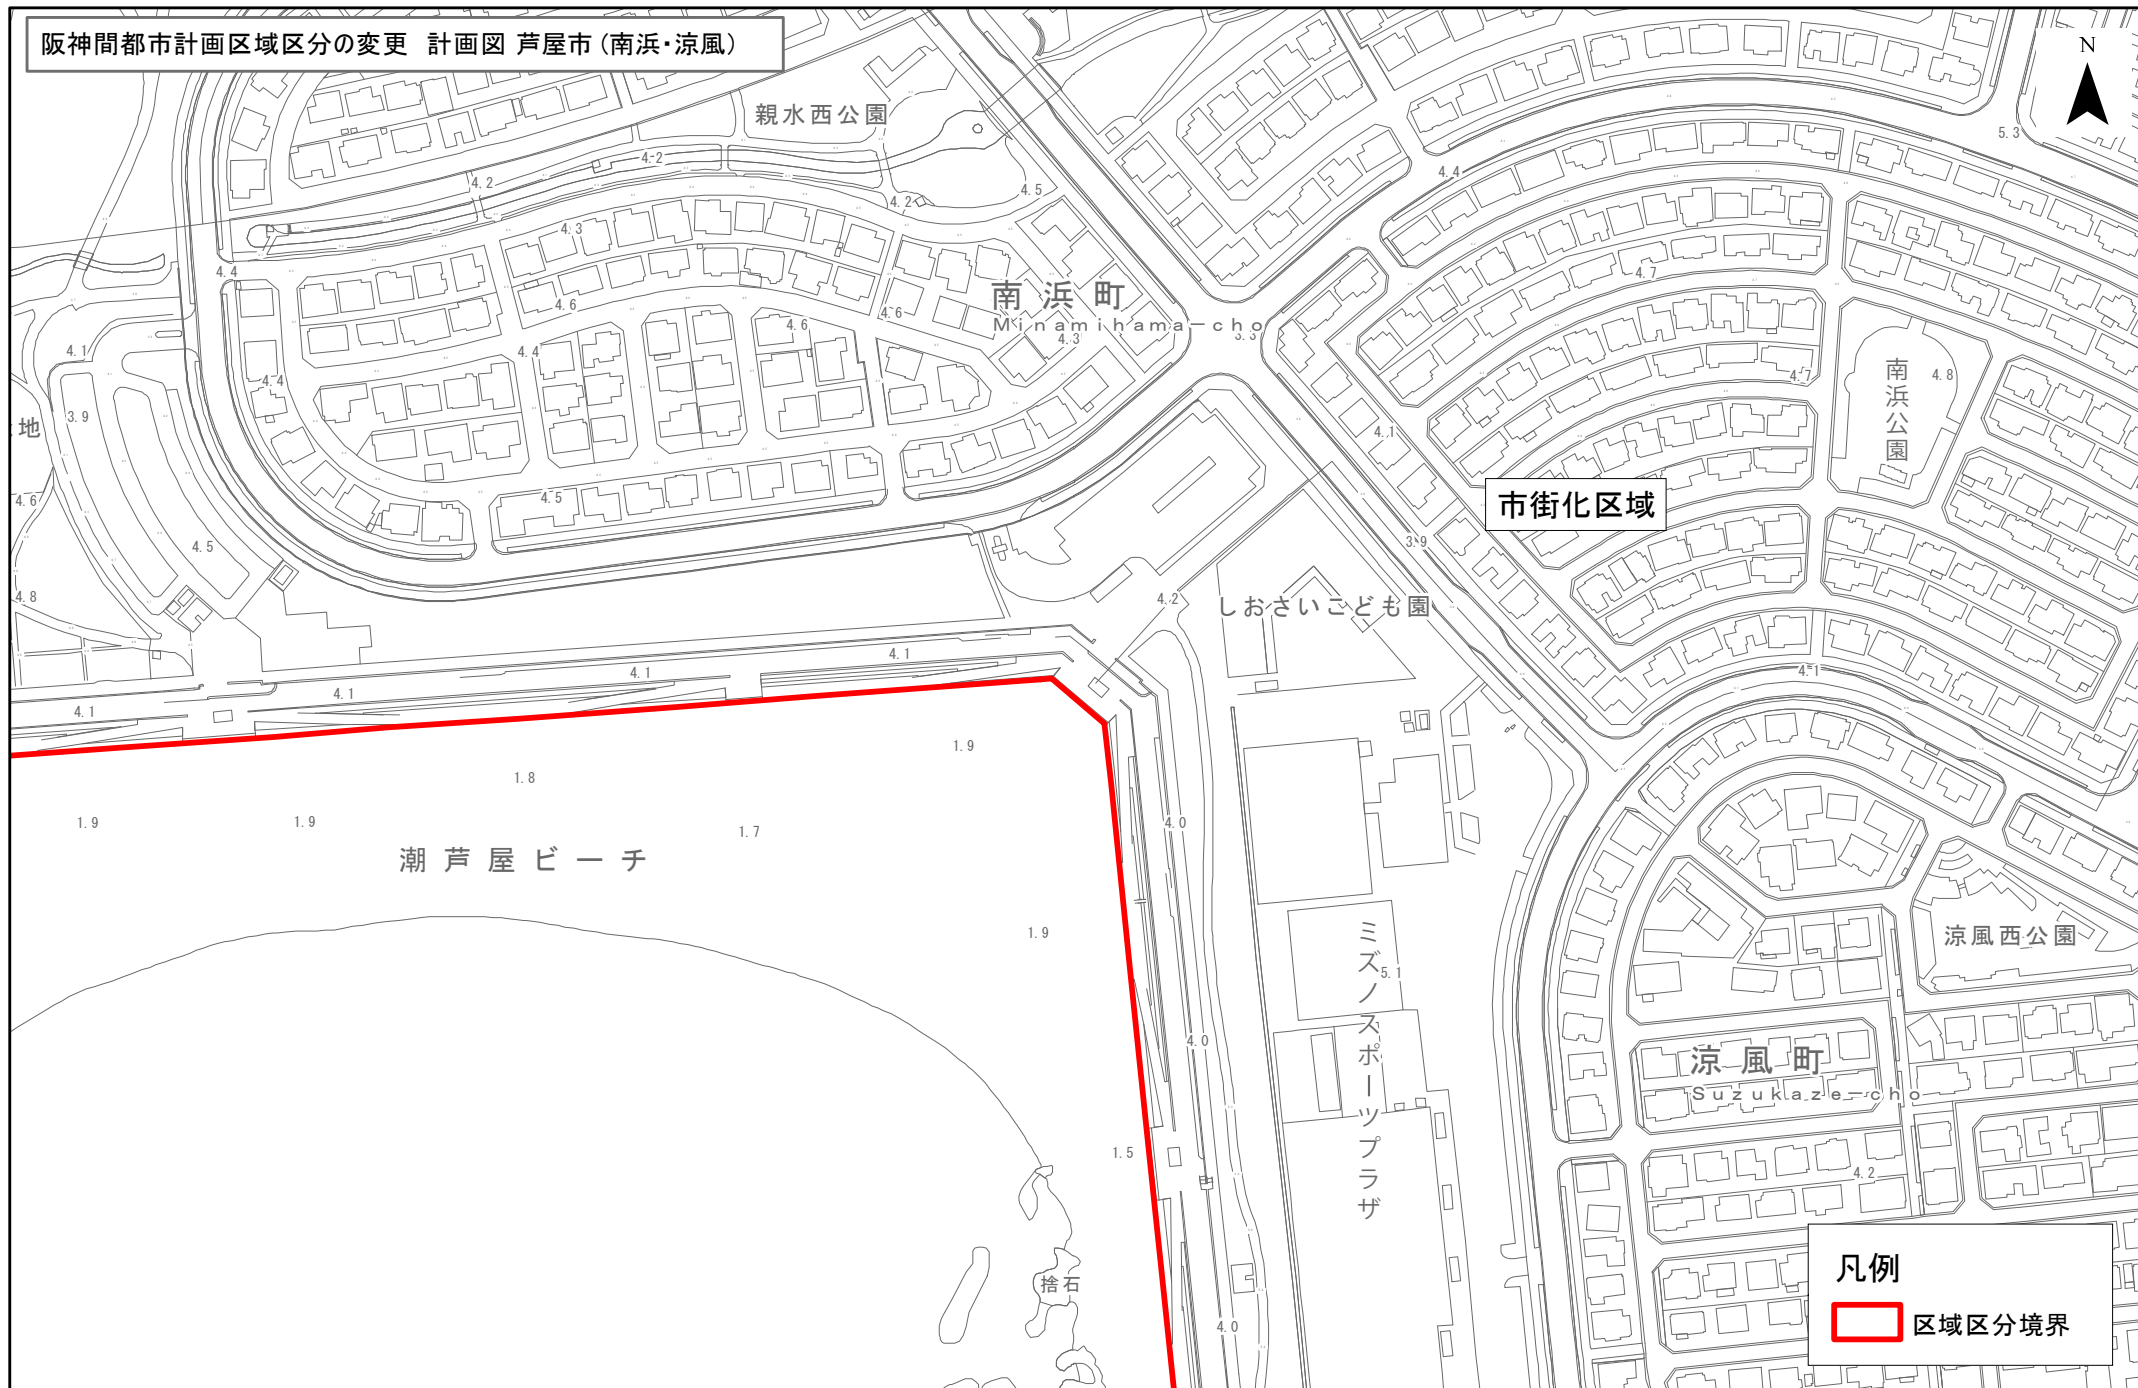 阪神間都市計画区域区分の変更 計画図 芦屋市(南浜・涼風)
N
親水西公園
5.3
4.2
4.2
4.2
4.5
4.4
4.3
4.4
4.7
4.6
4.6
4.6
南浜町
Minamihama-cho
4.3
3.3
4.1
4.4
4.4
4.7
4.8
南浜公園
3.9
地
4.1
4.6
4.5
4.5
市街化区域
3.9
4.8
4.2
しおさいこども園
4.1
4.1
4.1
4.1
4.1
1.9
1.8
1.9
1.9
1.7
4.0
潮芦屋ビーチ
1.9
ミズノスポーツプラザ
5.1
涼風西公園
4.0
涼風町
Suzukaze-cho
1.5
4.2
捨石
4.0
凡例
区域区分境界